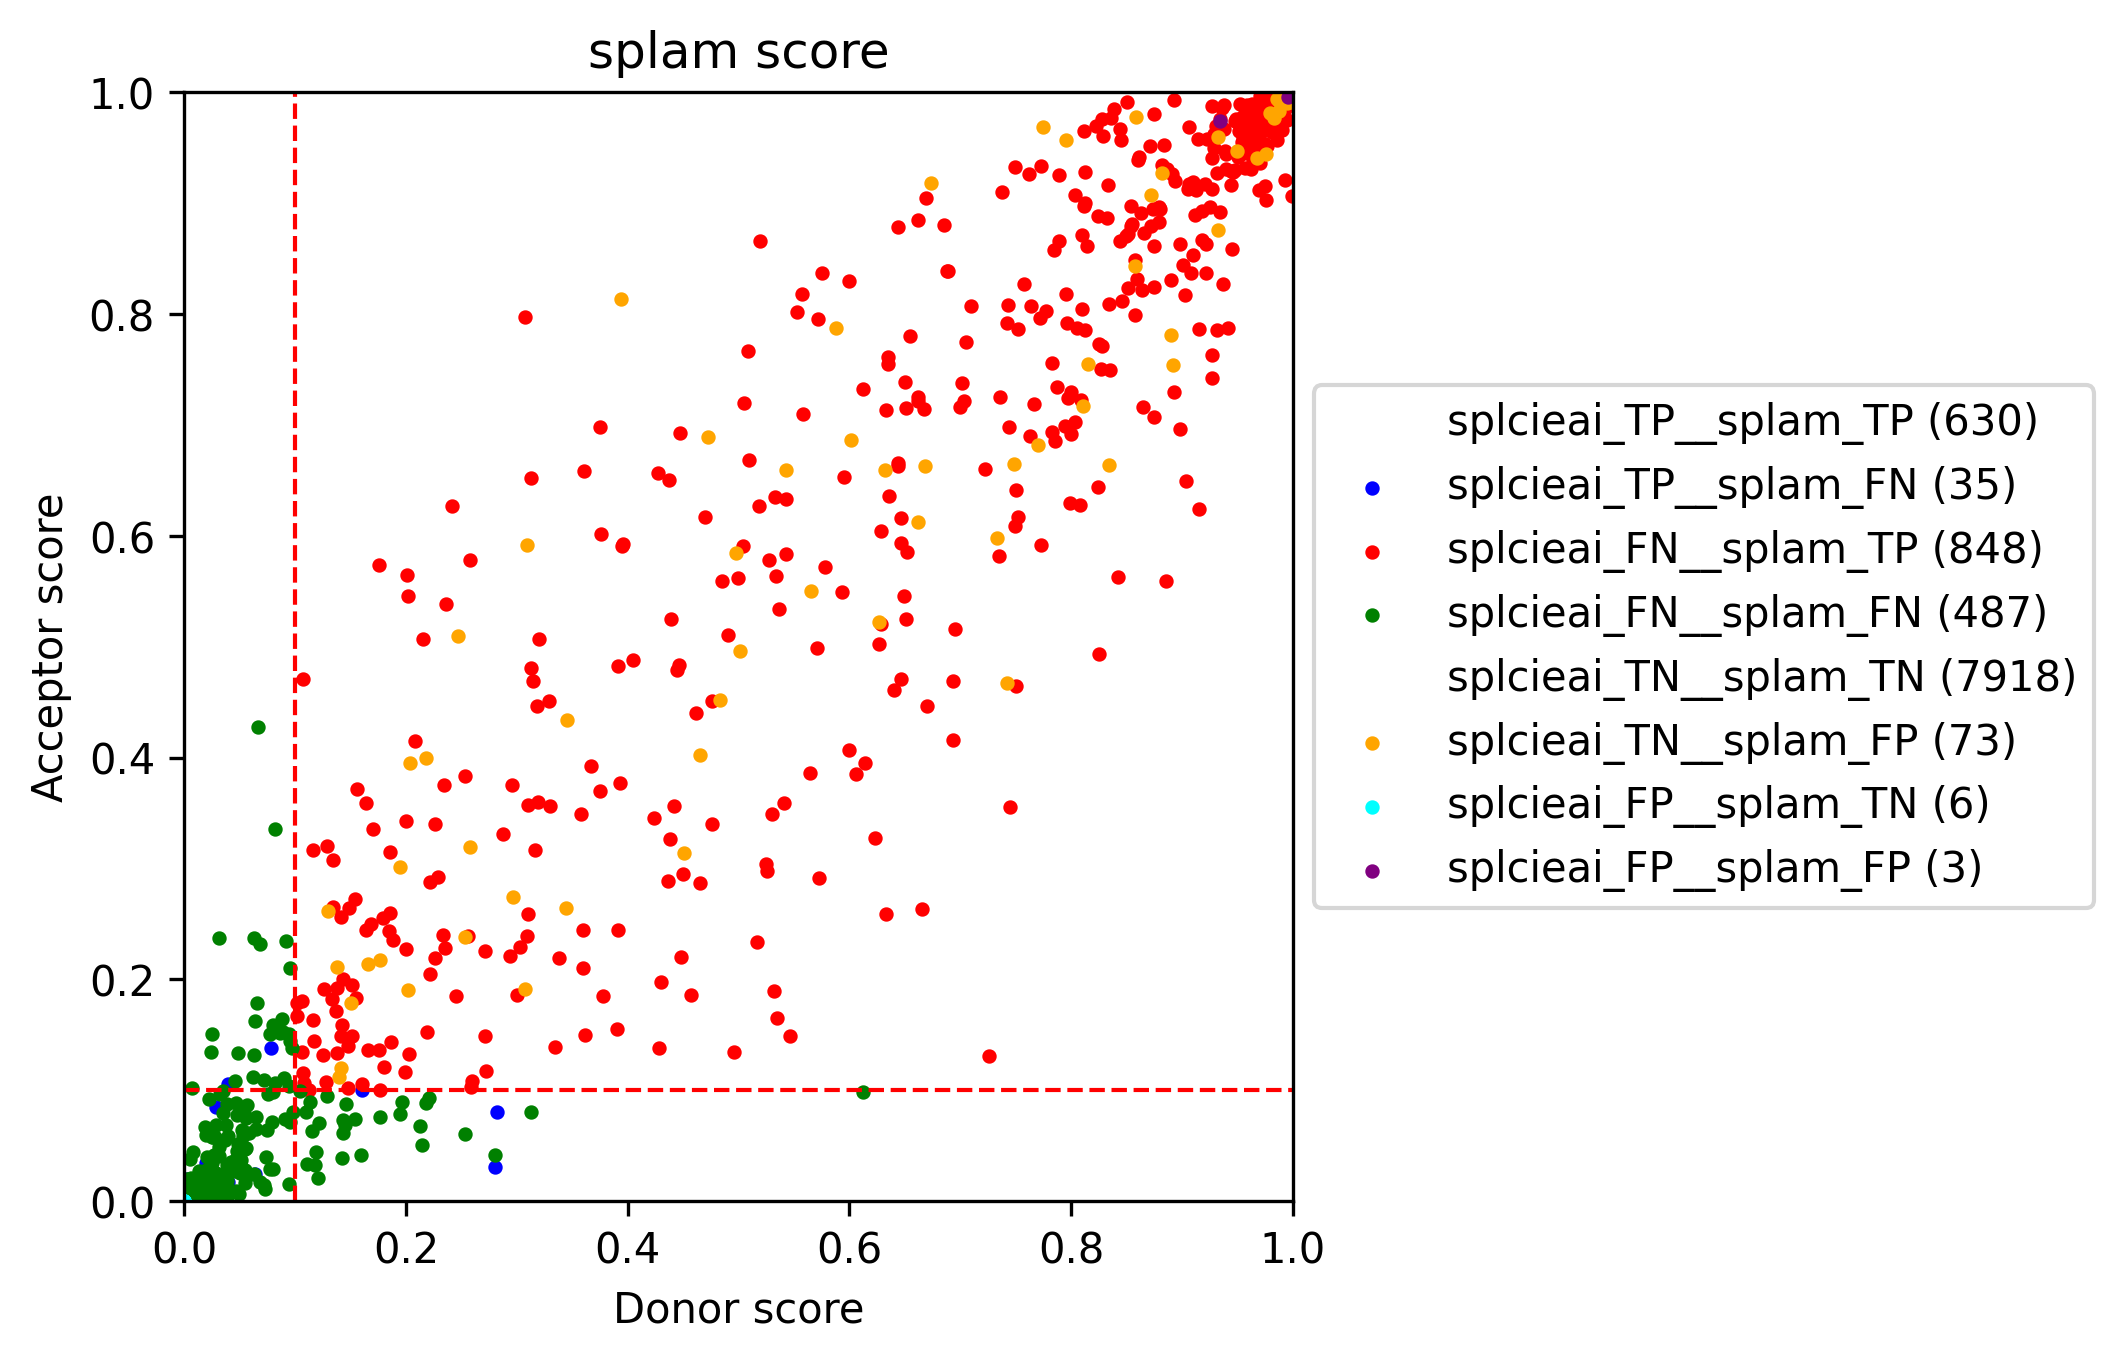 splam score
1.0
0.8
0.6
0.4
0.2
0.0
Acceptor score
0.0 0.2 0.4 0.6 0.8 1.0
Donor score
splcieai_TP__splam_TP (630)
splcieai_TP__splam_FN (35)
splcieai_FN__splam_TP (848)
splcieai_FN__splam_FN (487)
splcieai_TN__splam_TN (7918)
splcieai_TN__splam_FP (73)
splcieai_FP__splam_TN (6)
splcieai_FP__splam_FP (3)